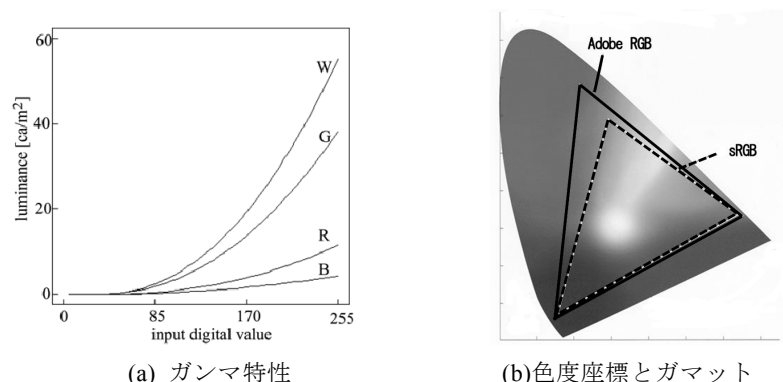 60
40
20
0
luminance [ca/m²]
W
G
R
B
0 85 170 255
input digital value
(a) ガンマ特性
Adobe RGB
sRGB
(b)色度座標とガマット